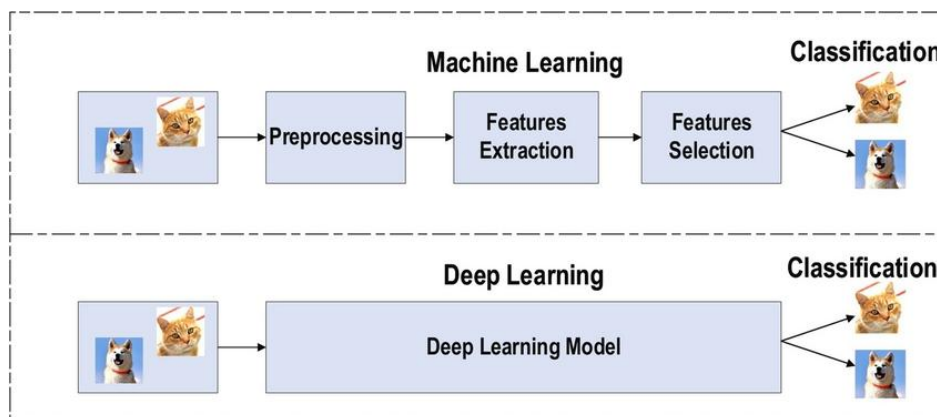 Machine Learning
Classification
Preprocessing
Features
Extraction
Features
Selection
Deep Learning
Classification
Deep Learning Model